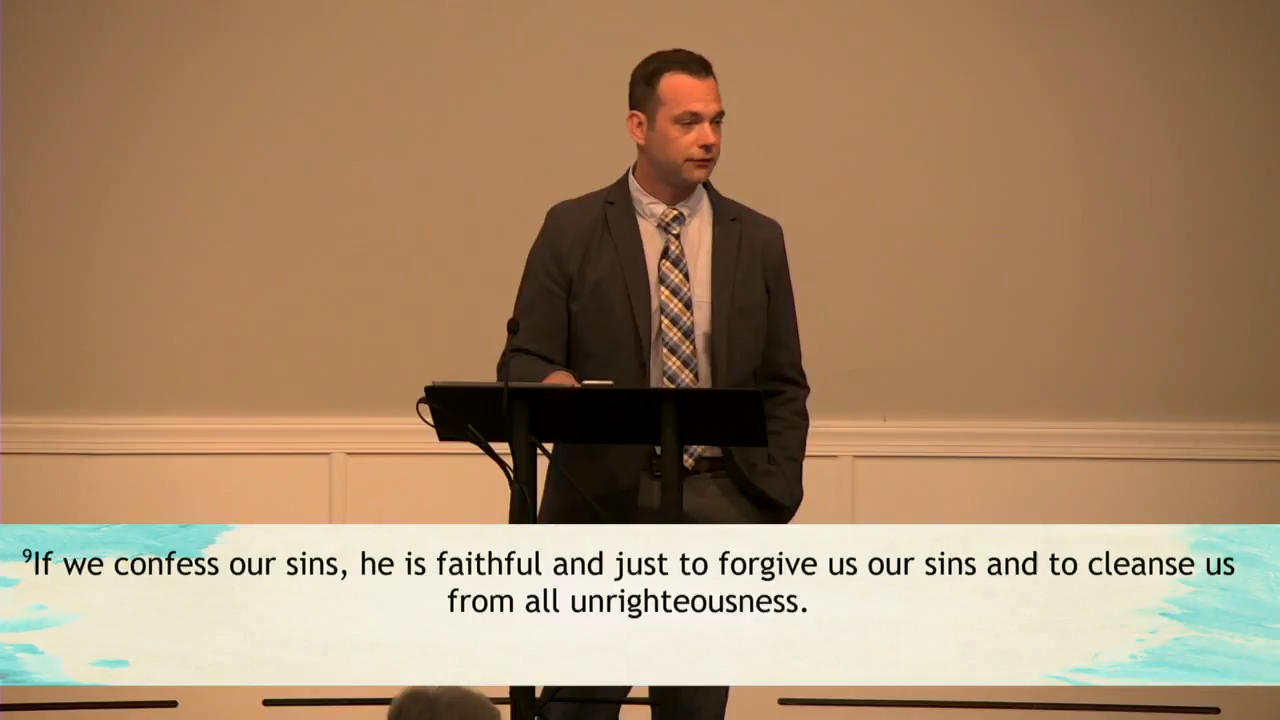 ⁹If we confess our sins, he is faithful and just to forgive us our sins and to cleanse us
from all unrighteousness.